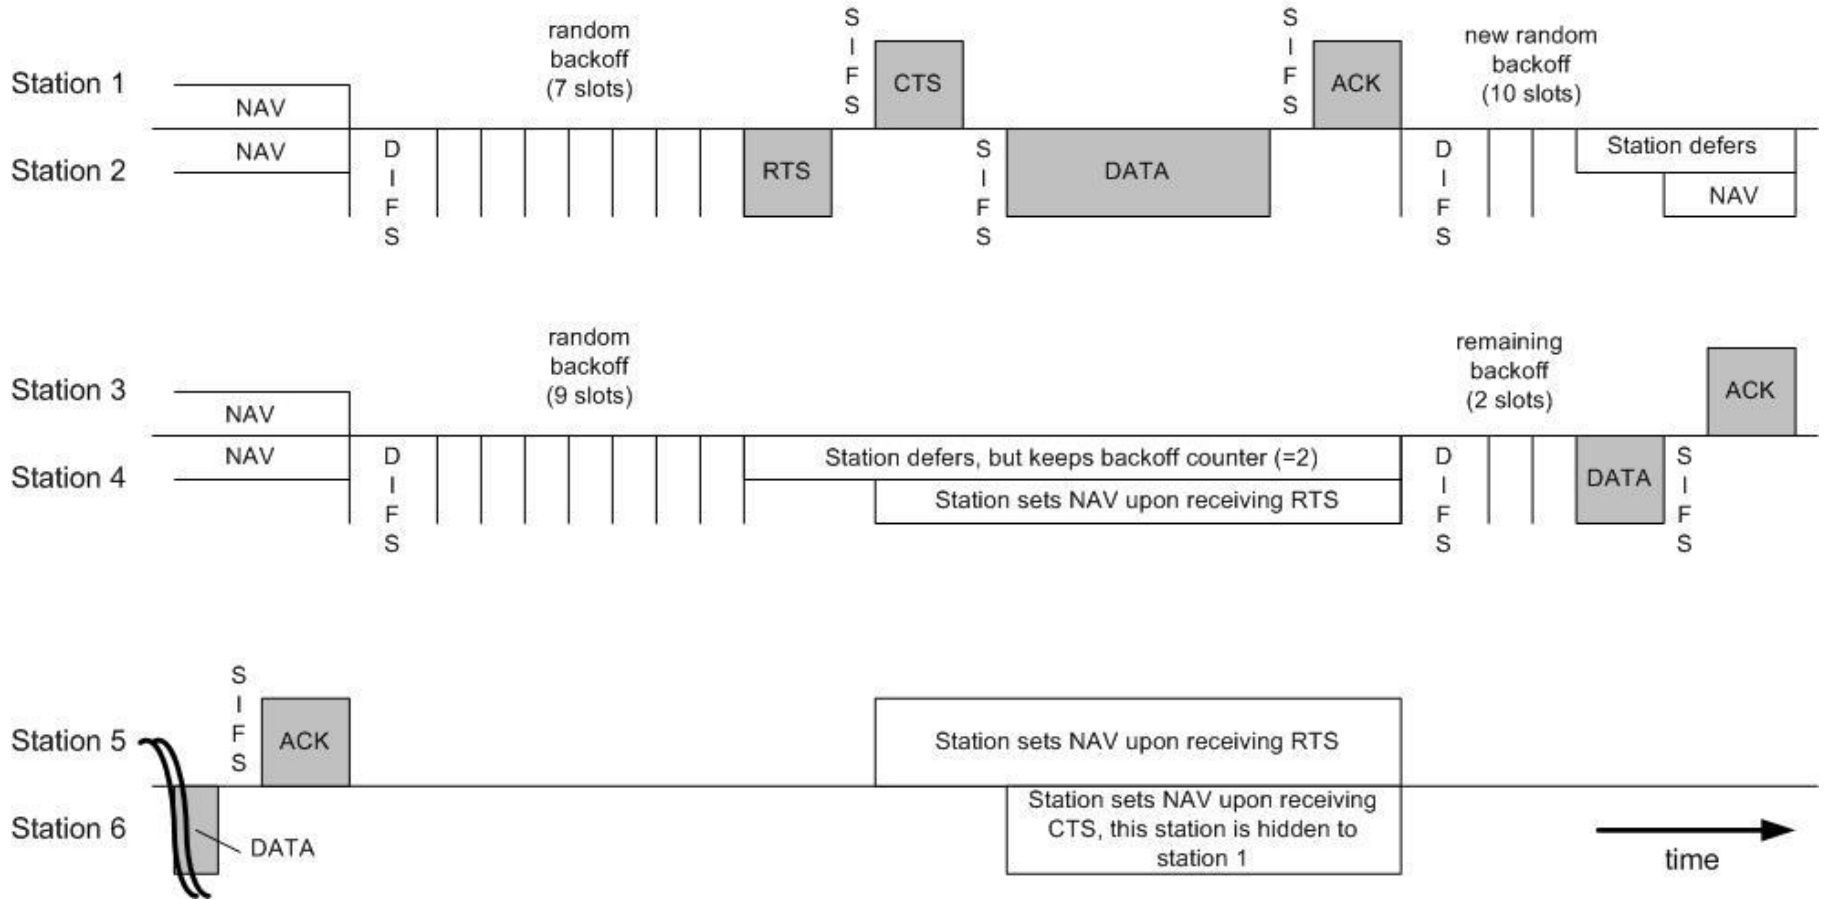 random
backoff
(7 slots)
new random
backoff
(10 slots)
S
I
F
S
S
I
F
S
Station 1
NAV
CTS
ACK
Station 2
NAV
D
I
F
S
RTS
S
I
F
S
DATA
D
I
F
S
Station defers
NAV
random
backoff
(9 slots)
remaining
backoff
(2 slots)
Station 3
NAV
ACK
Station 4
NAV
D
I
F
S
Station defers, but keeps backoff counter (=2)
Station sets NAV upon receiving RTS
D
I
F
S
DATA
S
I
F
S
Station 5
S
I
F
S
ACK
Station sets NAV upon receiving RTS
Station 6
DATA
Station sets NAV upon receiving
CTS, this station is hidden to
station 1
time